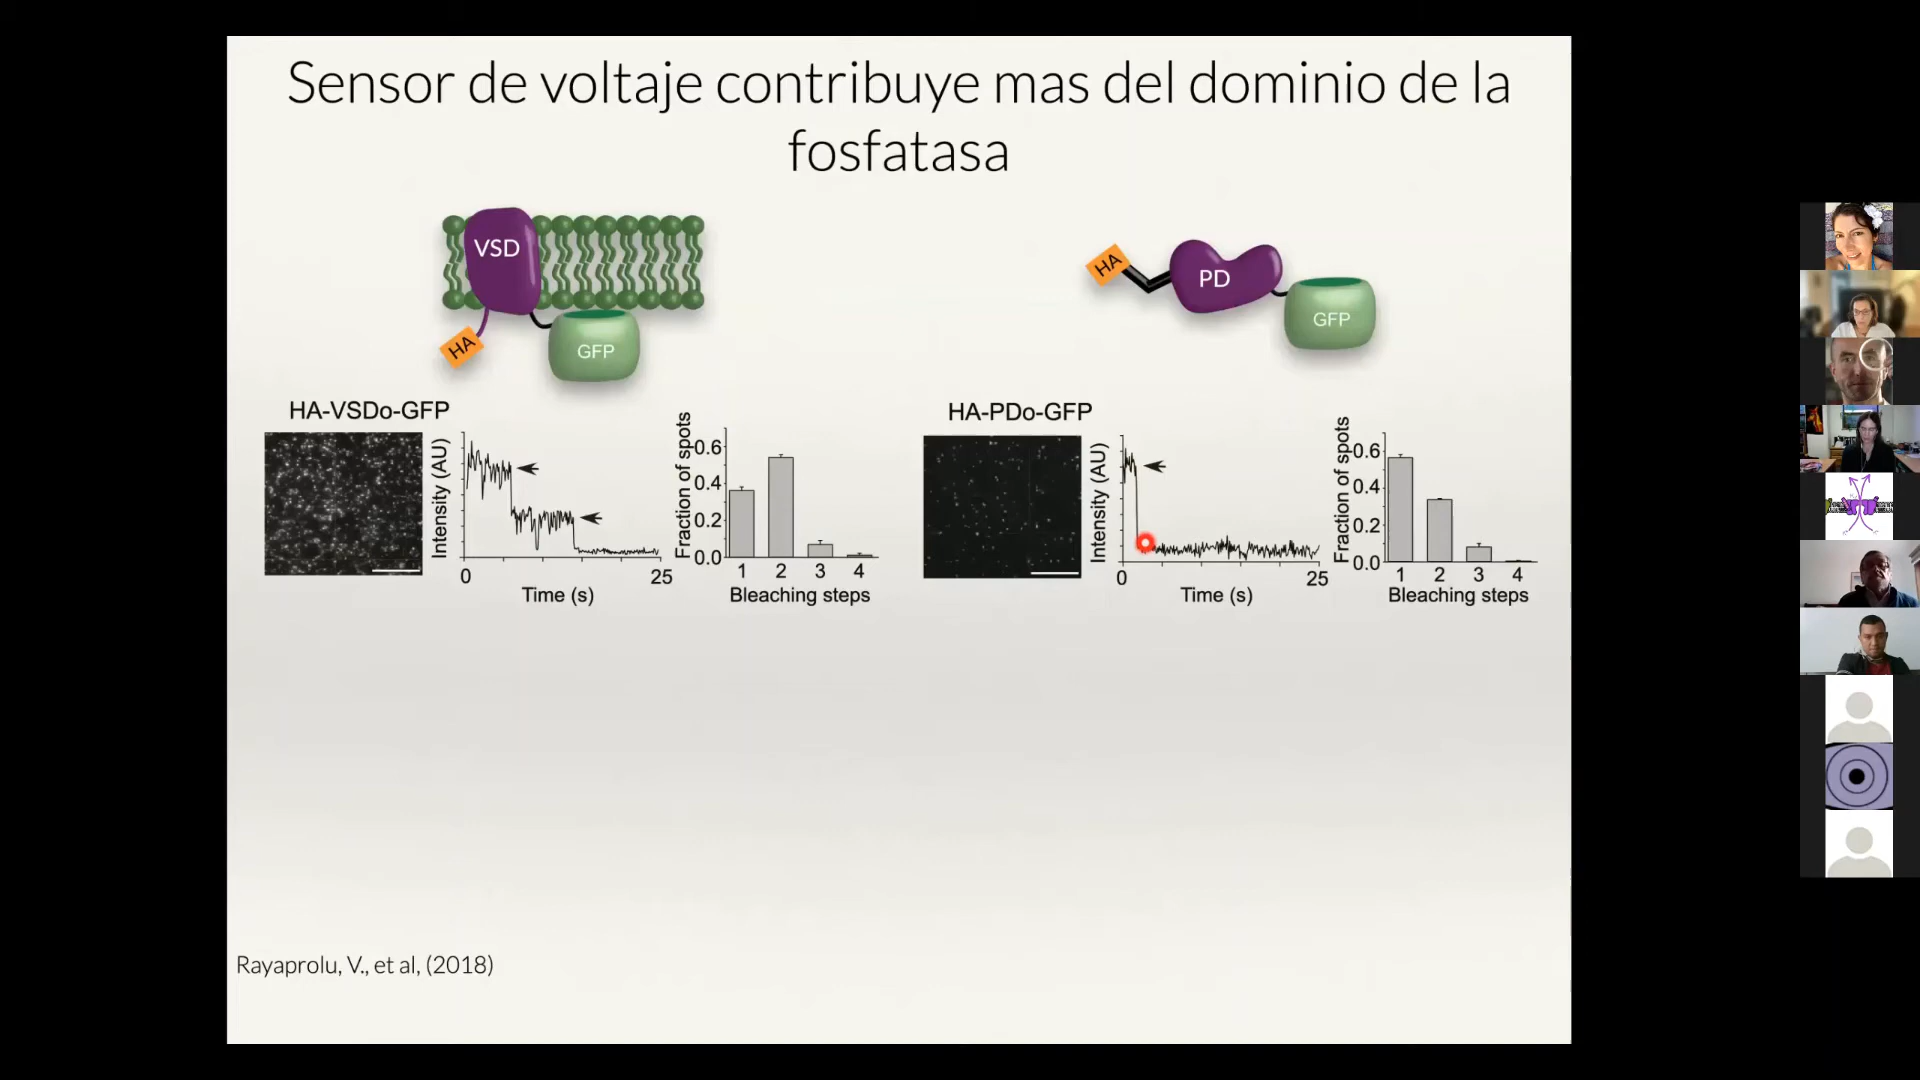 Sensor de voltaje contribuye mas del dominio de la
fosfatasa
VSD
HA
GFP
HA
PD
GFP
HA-VSDo-GFP
Intensity (AU)
0
25
Time (s)
Fraction of spots
0.6
0.4
0.2
0.0
1 2 3 4
Bleaching steps
HA-PDo-GFP
Intensity (AU)
0
25
Time (s)
Fraction of spots
0.6
0.4
0.2
0.0
1 2 3 4
Bleaching steps
Rayaprolu, V., et al, (2018)